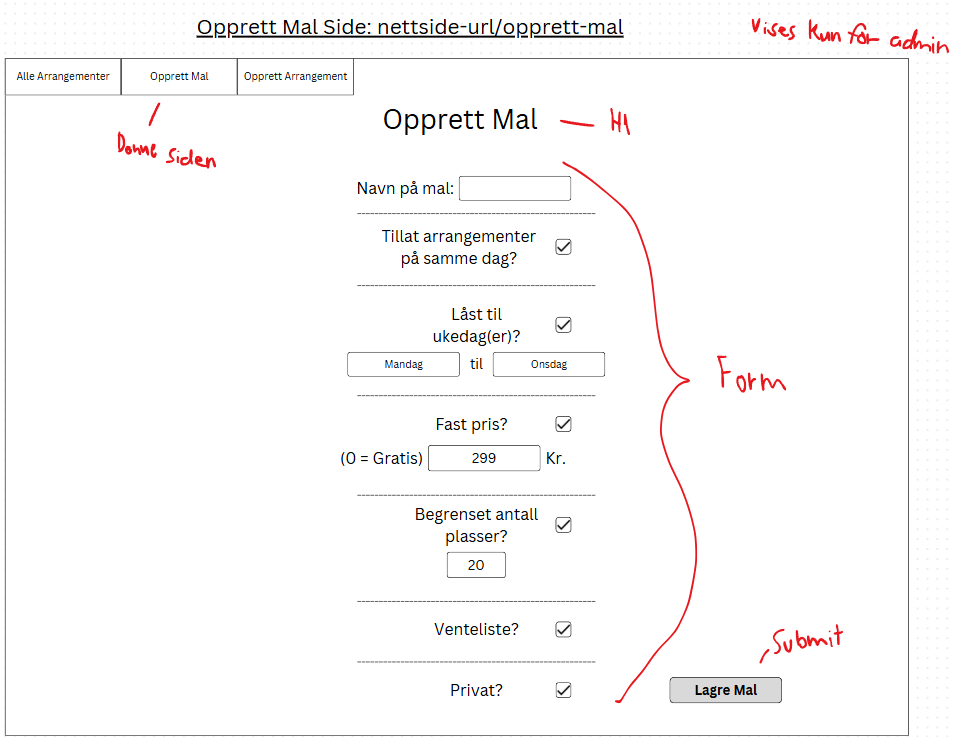 Opprett Mal Side: nettside-url/opprett-mal
Vises kun for admin
Alle Arrangementer
Opprett Mal
Opprett Arrangement
Denne siden
Opprett Mal
H1
Navn på mal:
Tillat arrangementer
på samme dag?
Låst til
ukedag(er)?
Mandag til Onsdag
Form
Fast pris?
(0 = Gratis) 299 Kr.
Begrenset antall
plasser?
20
Venteliste?
Submit
Privat?
Lagre Mal